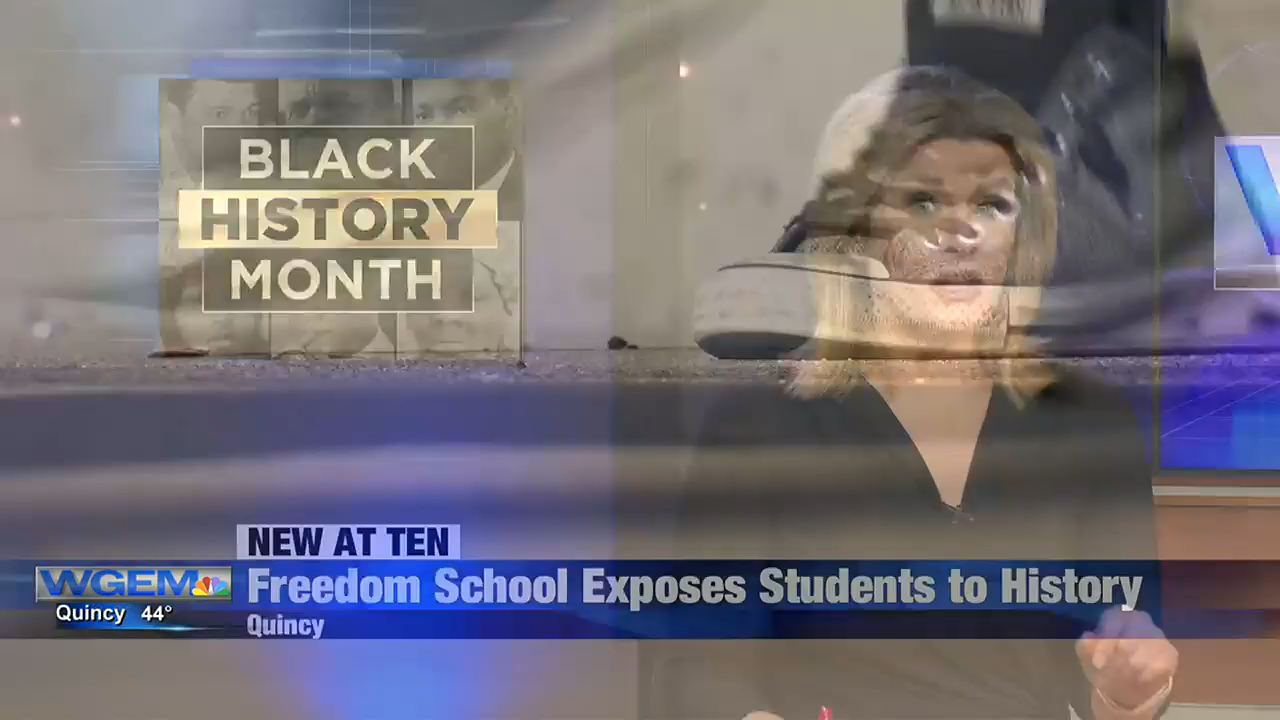 BLACK
HISTORY
MONTH
NEW AT TEN
WGEM
Freedom School Exposes Students to History
Quincy 44°
Quincy